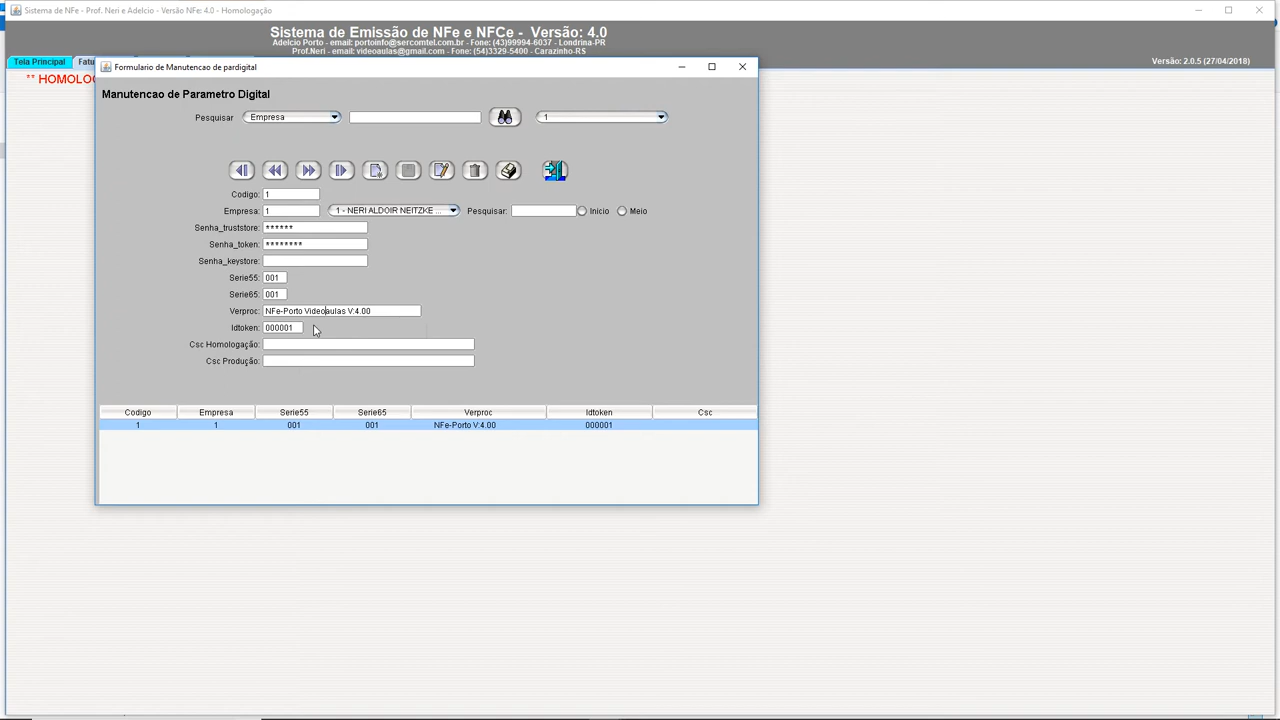 Sistema de NFe - Prof. Neri e Adelcio - Versão NFe: 4.0 - Homologação
Sistema de Emissão de NFe e NFCe - Versão: 4.0
Adelcio Porto - email: portoinfo@sercomtel.com.br - Fone: (43)99994-6037 - Londrina-PR
Prof.Neri - email: videoaulas@gmail.com - Fone: (54)3329-5400 - Carazinho-RS
Tela Principal Fatu
Versão: 2.0.5 (27/04/2018)
** HOMOLOG
Formulario de Manutencao de pardigital
Manutencao de Parametro Digital
Pesquisar Empresa 1
Codigo: 1
Empresa: 1 1 - NERI ALDOIR NEITZKE ... Pesquisar: Inicio Meio
Senha_truststore: ******
Senha_token: ********
Senha_keystore:
Serie55: 001
Serie65: 001
Verproc: NFe-Porto Videoaulas V:4.00
Idtoken: 000001
Csc Homologação:
Csc Produção:
Codigo Empresa Serie55 Serie65 Verproc Idtoken Csc
1 1 001 001 NFe-Porto V:4.00 000001